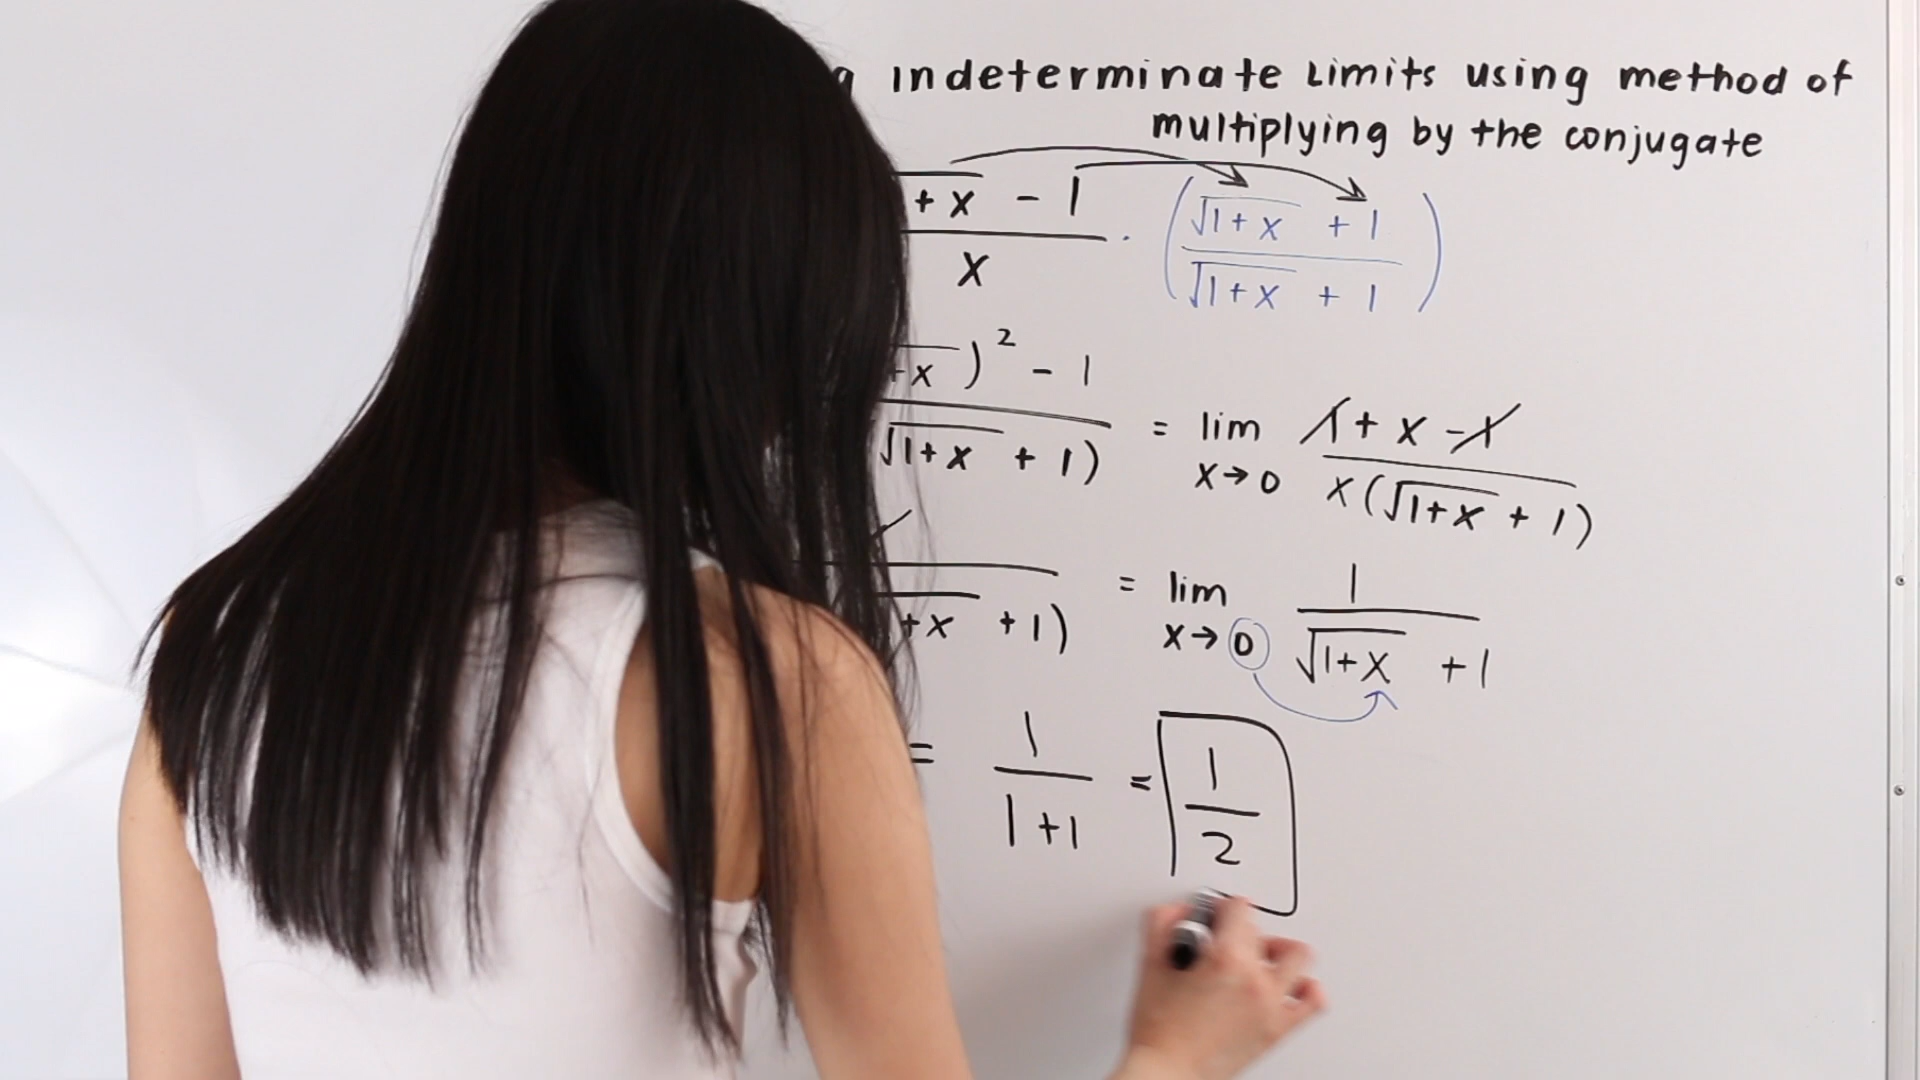 indeterminate Limits using method of
multiplying by the conjugate
+ x - 1 / x · ( √1+x + 1 / √1+x + 1 )
x )² - 1 / √1+x + 1) = lim x→0 1 + x - 1 / x(√1+x + 1)
+x + 1) = lim x→0 1 / √1+x + 1
= 1 / 1+1 = 1 / 2